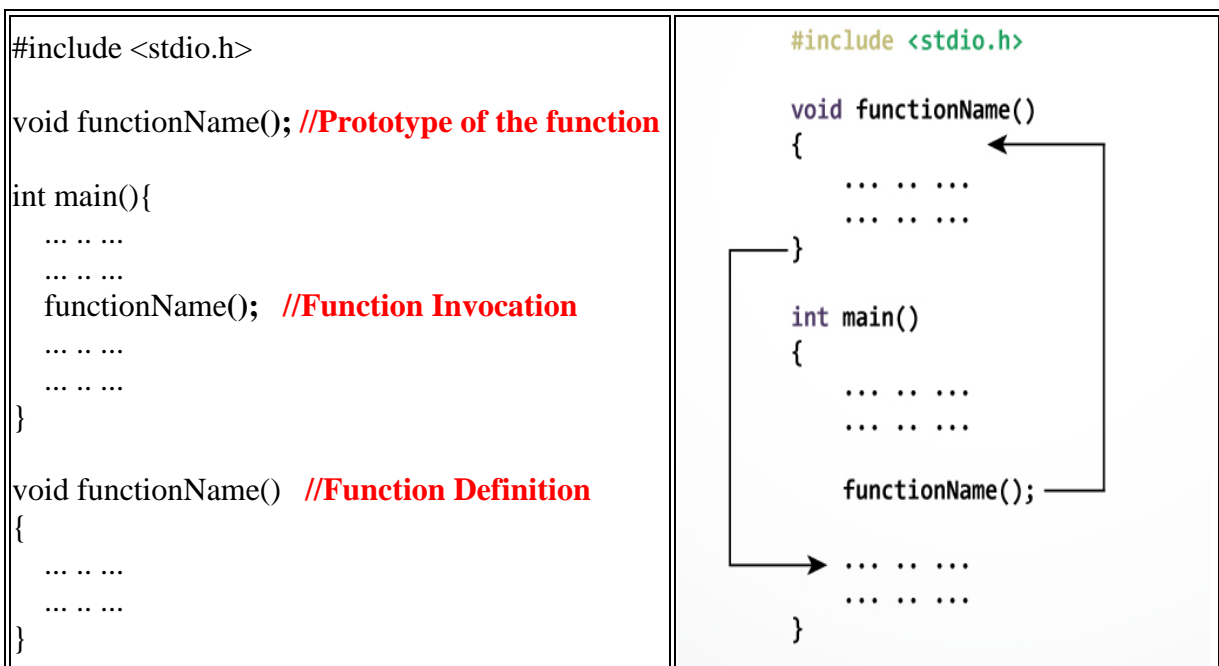 #include <stdio.h>
void functionName(); //Prototype of the function
int main(){
... .. ...
... .. ...
functionName(); //Function Invocation
... .. ...
... .. ...
}
void functionName() //Function Definition
{
... .. ...
... .. ...
}
#include <stdio.h>
void functionName()
{
... .. ...
... .. ...
}
int main()
{
... .. ...
... .. ...
functionName();
... .. ...
... .. ...
}